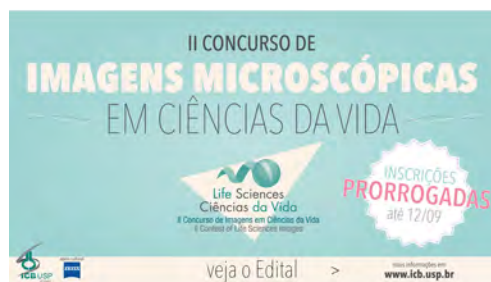 II CONCURSO DE
IMAGENS MICROSCÓPICAS
EM CIÊNCIAS DA VIDA
Life Sciences
Ciências da Vida
II Concurso de Imagens em Ciências da Vida
II Contest of Life Sciences Images
INSCRIÇÕES
PRORROGADAS
até 12/09
ICB USP
ZEISS
veja o Edital >
mais informações em
www.icb.usp.br